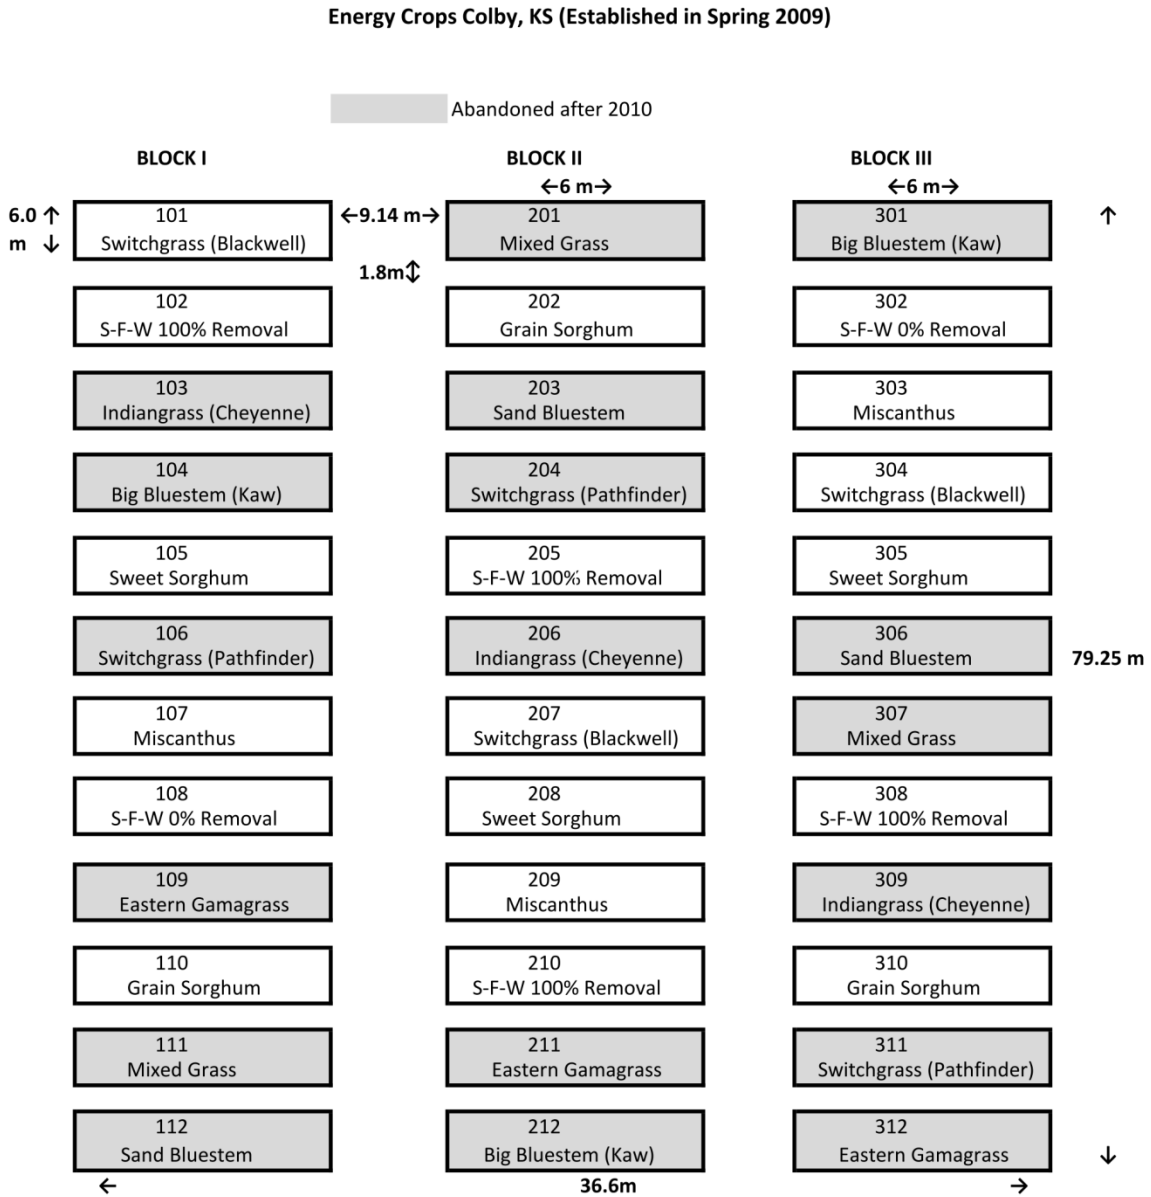 Energy Crops Colby, KS (Established in Spring 2009)
Abandoned after 2010
BLOCK I
BLOCK II
BLOCK III
←6 m→
←6 m→
6.0 ↑
m ↓
101
Switchgrass (Blackwell)
←9.14 m→
201
Mixed Grass
301
Big Bluestem (Kaw)
↑
1.8m↕
102
S-F-W 100% Removal
202
Grain Sorghum
302
S-F-W 0% Removal
103
Indiangrass (Cheyenne)
203
Sand Bluestem
303
Miscanthus
104
Big Bluestem (Kaw)
204
Switchgrass (Pathfinder)
304
Switchgrass (Blackwell)
105
Sweet Sorghum
205
S-F-W 100% Removal
305
Sweet Sorghum
106
Switchgrass (Pathfinder)
206
Indiangrass (Cheyenne)
306
Sand Bluestem
79.25 m
107
Miscanthus
207
Switchgrass (Blackwell)
307
Mixed Grass
108
S-F-W 0% Removal
208
Sweet Sorghum
308
S-F-W 100% Removal
109
Eastern Gamagrass
209
Miscanthus
309
Indiangrass (Cheyenne)
110
Grain Sorghum
210
S-F-W 100% Removal
310
Grain Sorghum
111
Mixed Grass
211
Eastern Gamagrass
311
Switchgrass (Pathfinder)
112
Sand Bluestem
212
Big Bluestem (Kaw)
312
Eastern Gamagrass
↓
← 36.6m →